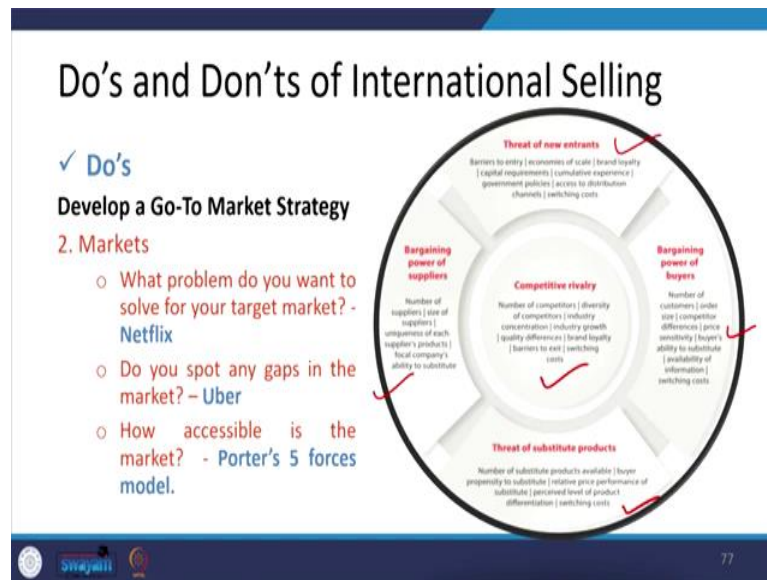 Do's and Don'ts of International Selling
✓ Do's
Develop a Go-To Market Strategy
2. Markets
o What problem do you want to
solve for your target market? -
Netflix
o Do you spot any gaps in the
market? – Uber
o How accessible is the
market? - Porter's 5 forces
model.
Threat of new entrants
Barriers to entry | economies of scale | brand loyalty
| capital requirements | cumulative experience |
government policies | access to distribution
channels | switching costs
Bargaining
power of
suppliers
Number of
suppliers | size of
suppliers |
uniqueness of each
supplier's products |
focal company's
ability to substitute
Competitive rivalry
Number of competitors | diversity
of competitors | industry
concentration | industry growth
| quality differences | brand loyalty
| barriers to exit | switching
costs
Bargaining
power of
buyers
Number of
customers | order
size | competitor
differences | price
sensitivity | buyer's
ability to substitute
| availability of
information |
switching costs
Threat of substitute products
Number of substitute products available | buyer
propensity to substitute | relative price performance of
substitute | perceived level of product
differentiation | switching costs
swayam
77